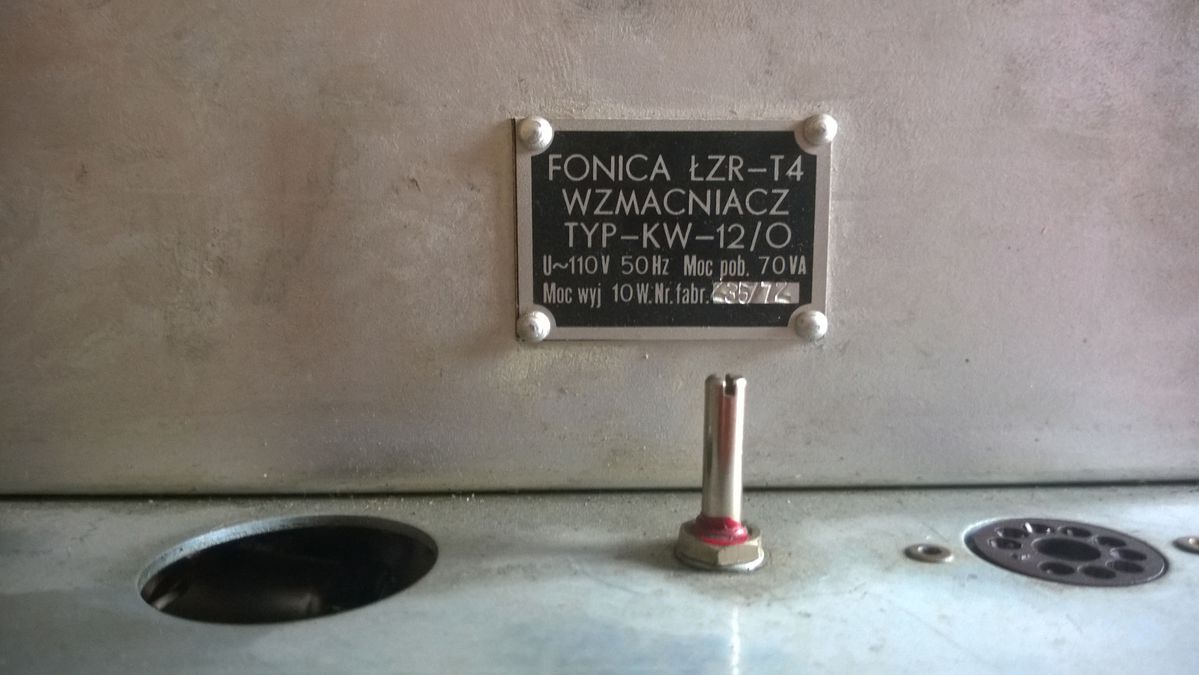 FONICA ŁZR–T4
WZMACNIACZ
TYP–KW–12/O
U~110V 50Hz Moc pob. 70VA
Moc wyj 10W. Nr. fabr.